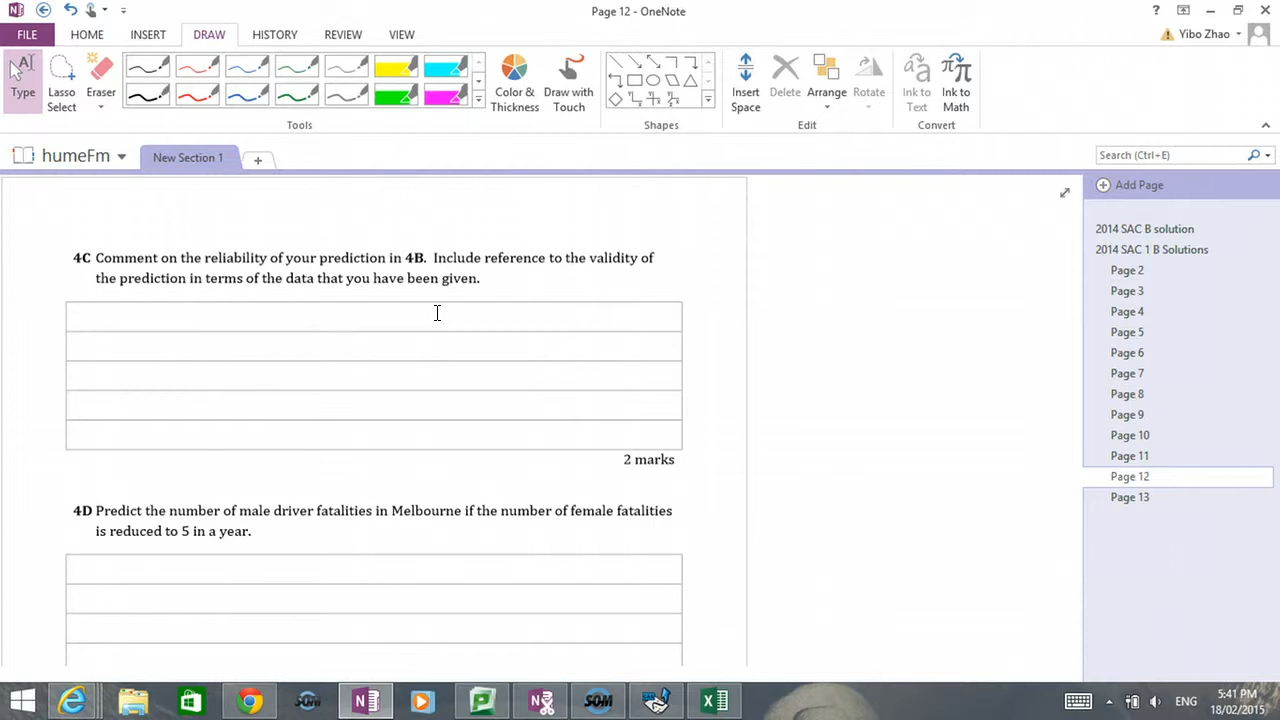 Page 12 - OneNote
FILE HOME INSERT DRAW HISTORY REVIEW VIEW
Yibo Zhao
Type
Lasso Select
Eraser
Color & Thickness
Draw with Touch
Insert Space
Delete
Arrange
Rotate
Ink to Text
Ink to Math
Tools Shapes Edit Convert
humeFm
New Section 1
Search (Ctrl+E)
Add Page
2014 SAC B solution
2014 SAC 1 B Solutions
Page 2
Page 3
Page 4
Page 5
Page 6
Page 7
Page 8
Page 9
Page 10
Page 11
Page 12
Page 13
4C Comment on the reliability of your prediction in 4B. Include reference to the validity of
the prediction in terms of the data that you have been given.
2 marks
4D Predict the number of male driver fatalities in Melbourne if the number of female fatalities
is reduced to 5 in a year.
SOM
SOM
ENG
5:41 PM
18/02/2015